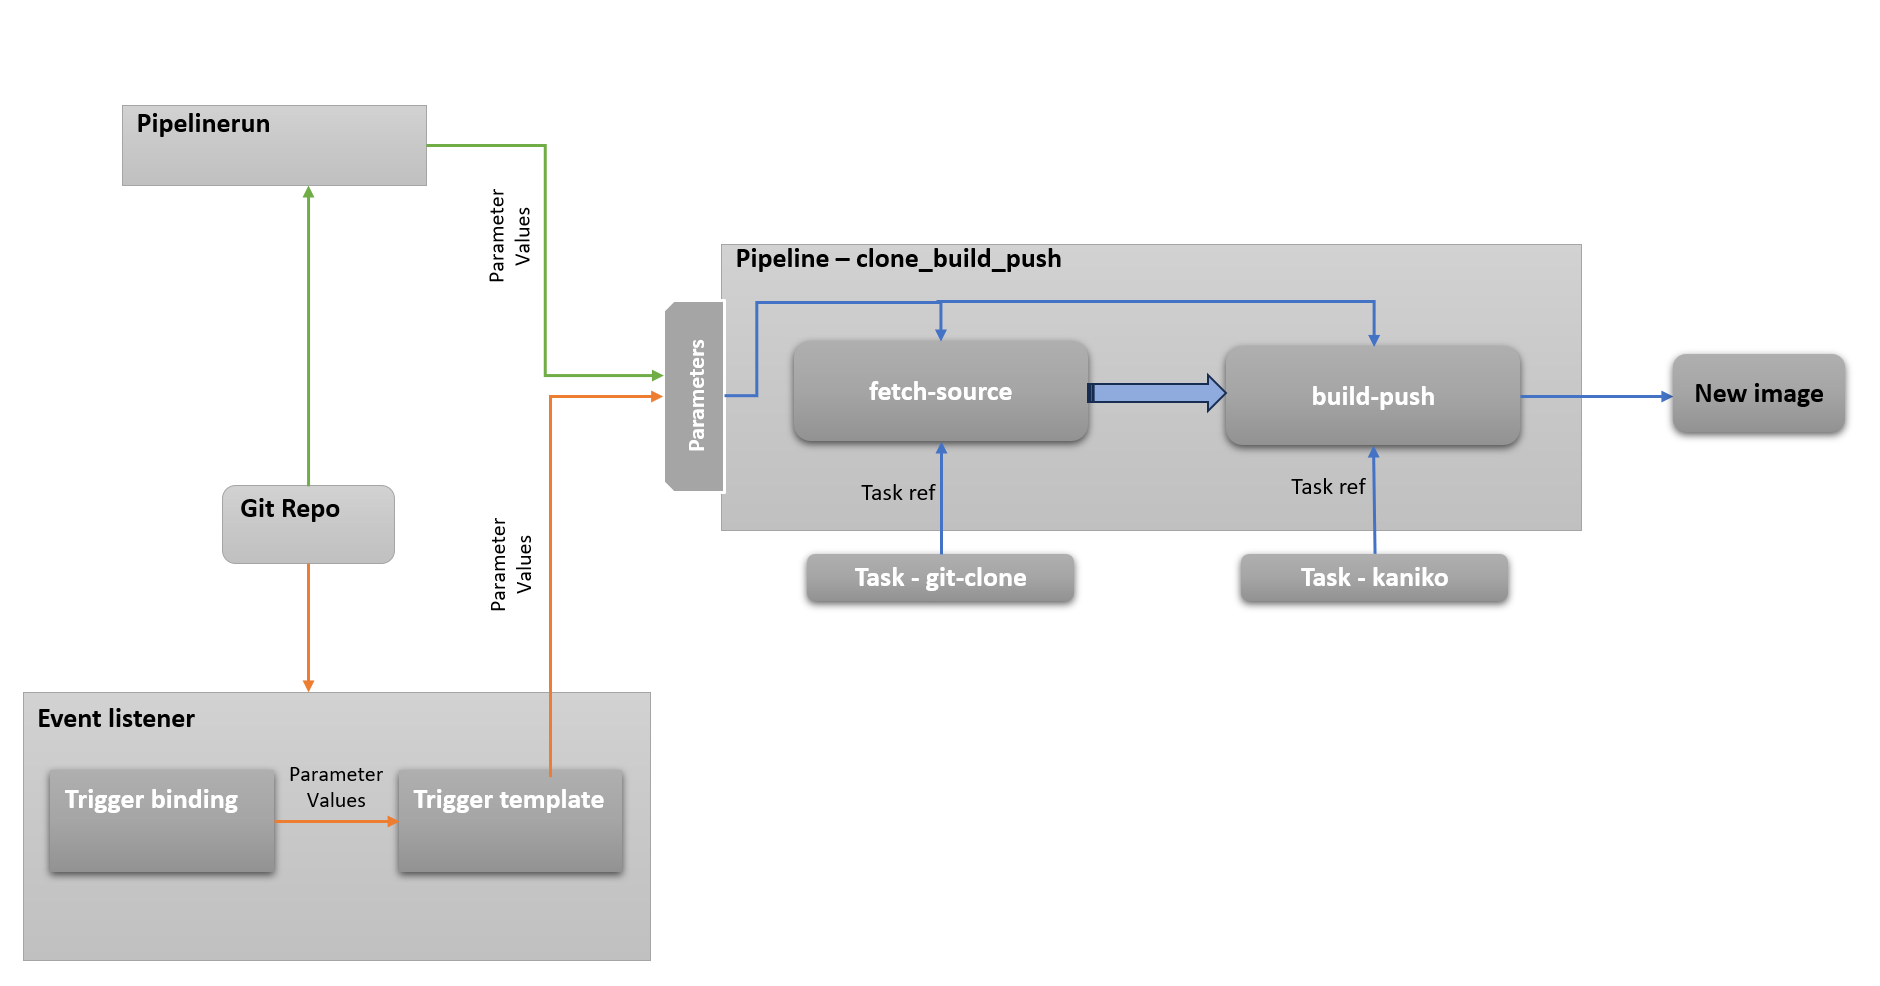 Pipelinerun
Parameter
Values
Pipeline – clone_build_push
Parameters
fetch-source
build-push
New image
Task ref
Task ref
Git Repo
Parameter
Values
Task - git-clone
Task - kaniko
Event listener
Trigger binding
Parameter
Values
Trigger template